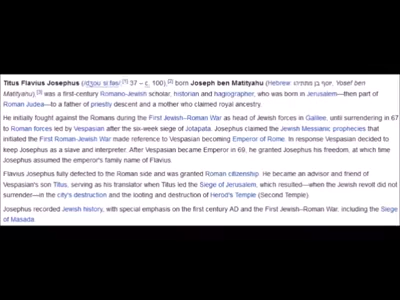 Titus Flavius Josephus (/dʒoʊˈsiːfəs/;[1] 37 – c. 100),[2] born Joseph ben Matityahu (Hebrew: יוסף בן מתתיהו, Yosef ben
Matityahu),[3] was a first-century Romano-Jewish scholar, historian and hagiographer, who was born in Jerusalem—then part of
Roman Judea—to a father of priestly descent and a mother who claimed royal ancestry.
He initially fought against the Romans during the First Jewish–Roman War as head of Jewish forces in Galilee, until surrendering in 67
to Roman forces led by Vespasian after the six-week siege of Jotapata. Josephus claimed the Jewish Messianic prophecies that
initiated the First Roman-Jewish War made reference to Vespasian becoming Emperor of Rome. In response Vespasian decided to
keep Josephus as a slave and interpreter. After Vespasian became Emperor in 69, he granted Josephus his freedom, at which time
Josephus assumed the emperor's family name of Flavius.
Flavius Josephus fully defected to the Roman side and was granted Roman citizenship. He became an advisor and friend of
Vespasian's son Titus, serving as his translator when Titus led the Siege of Jerusalem, which resulted—when the Jewish revolt did not
surrender—in the city's destruction and the looting and destruction of Herod's Temple (Second Temple).
Josephus recorded Jewish history, with special emphasis on the first century AD and the First Jewish–Roman War, including the Siege
of Masada.